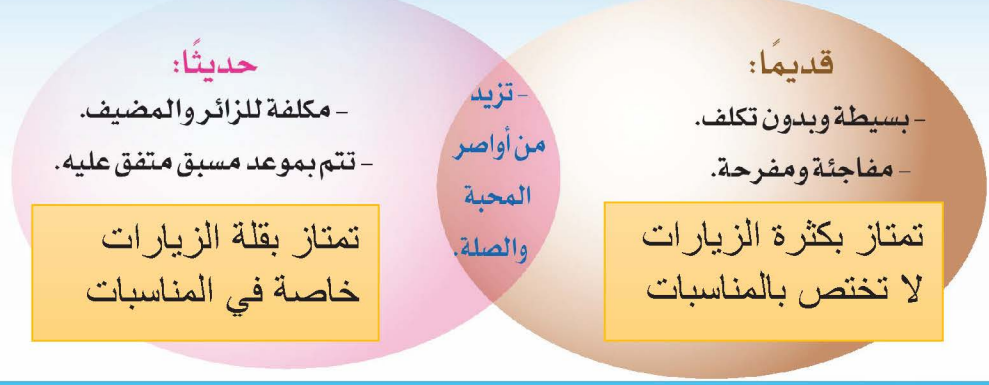 قديمًا:
- بسيطة وبدون تكلف.
- مفاجئة ومفرحة.
تمتاز بكثرة الزيارات
لا تختص بالمناسبات
- تزيد
من أواصر
المحبة
والصلة.
حديثًا:
- مكلفة للزائر والمضيف.
- تتم بموعد مسبق متفق عليه.
تمتاز بقلة الزيارات
خاصة في المناسبات